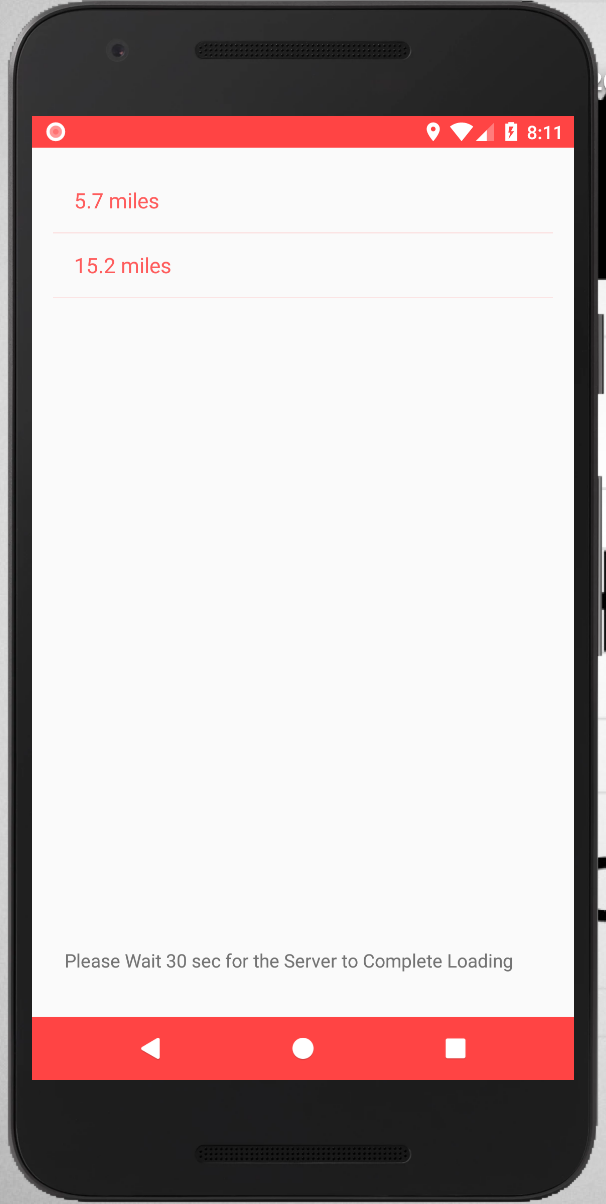 8:11
5.7 miles
15.2 miles
Please Wait 30 sec for the Server to Complete Loading